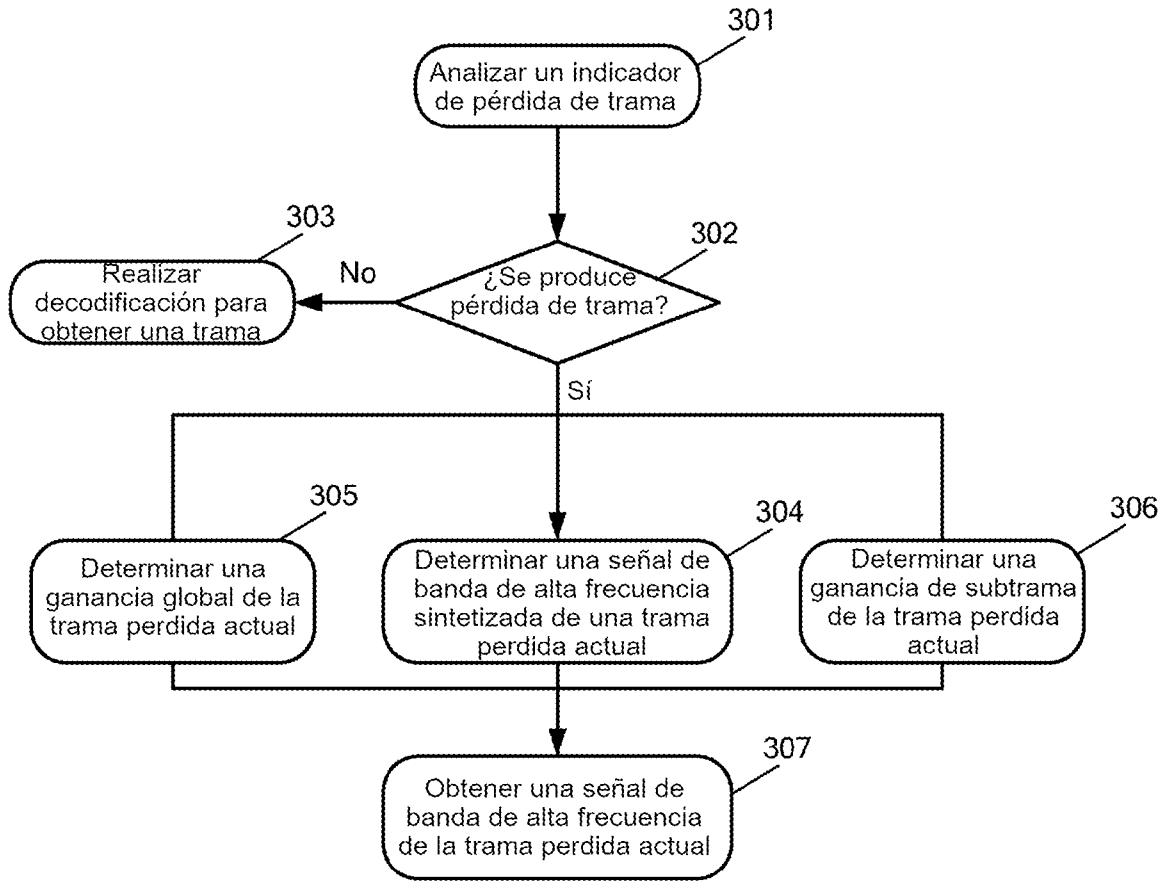 301
Analizar un indicador
de pérdida de trama
302
¿Se produce
pérdida de trama?
303
No
Realizar
decodificación para
obtener una trama
Sí
305
Determinar una
ganancia global de la
trama perdida actual
304
Determinar una señal de
banda de alta frecuencia
sintetizada de una trama
perdida actual
306
Determinar una
ganancia de subtrama
de la trama perdida
actual
307
Obtener una señal de
banda de alta frecuencia
de la trama perdida actual